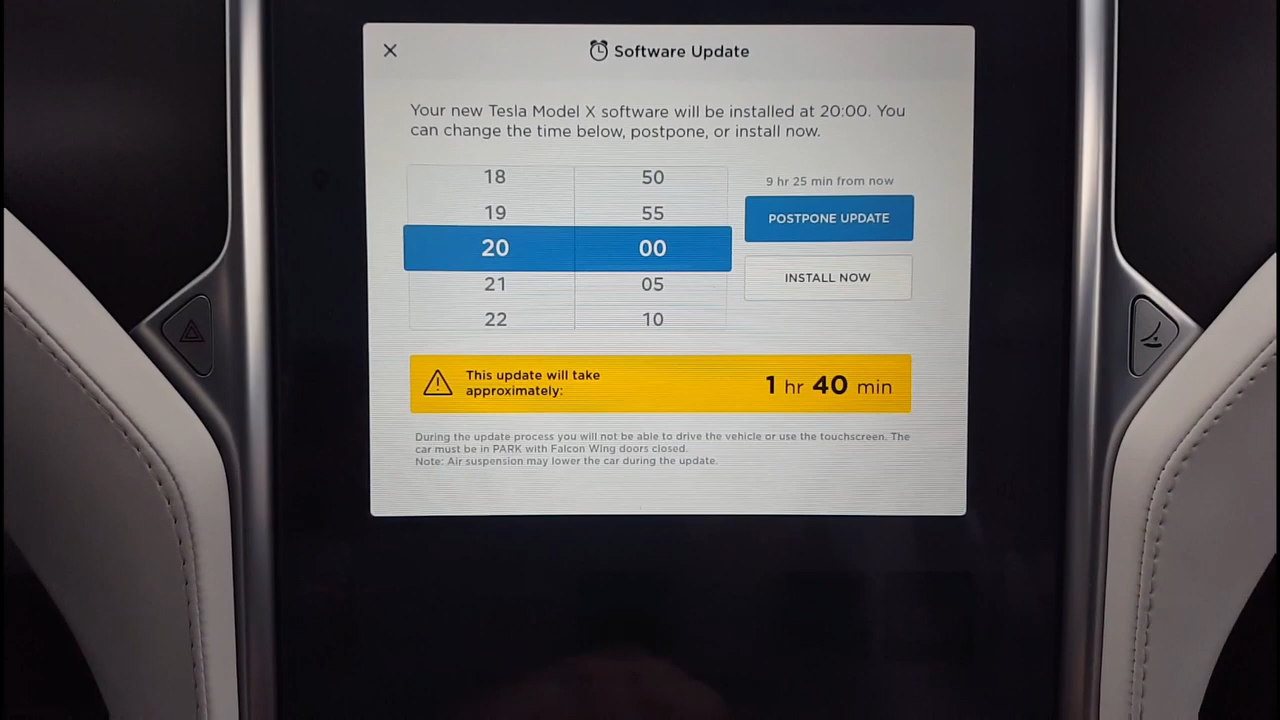 Software Update
Your new Tesla Model X software will be installed at 20:00. You
can change the time below, postpone, or install now.
18 50
19 55
20 00
21 05
22 10
9 hr 25 min from now
POSTPONE UPDATE
INSTALL NOW
This update will take
approximately:
1 hr 40 min
During the update process you will not be able to drive the vehicle or use the touchscreen. The
car must be in PARK with Falcon Wing doors closed.
Note: Air suspension may lower the car during the update.